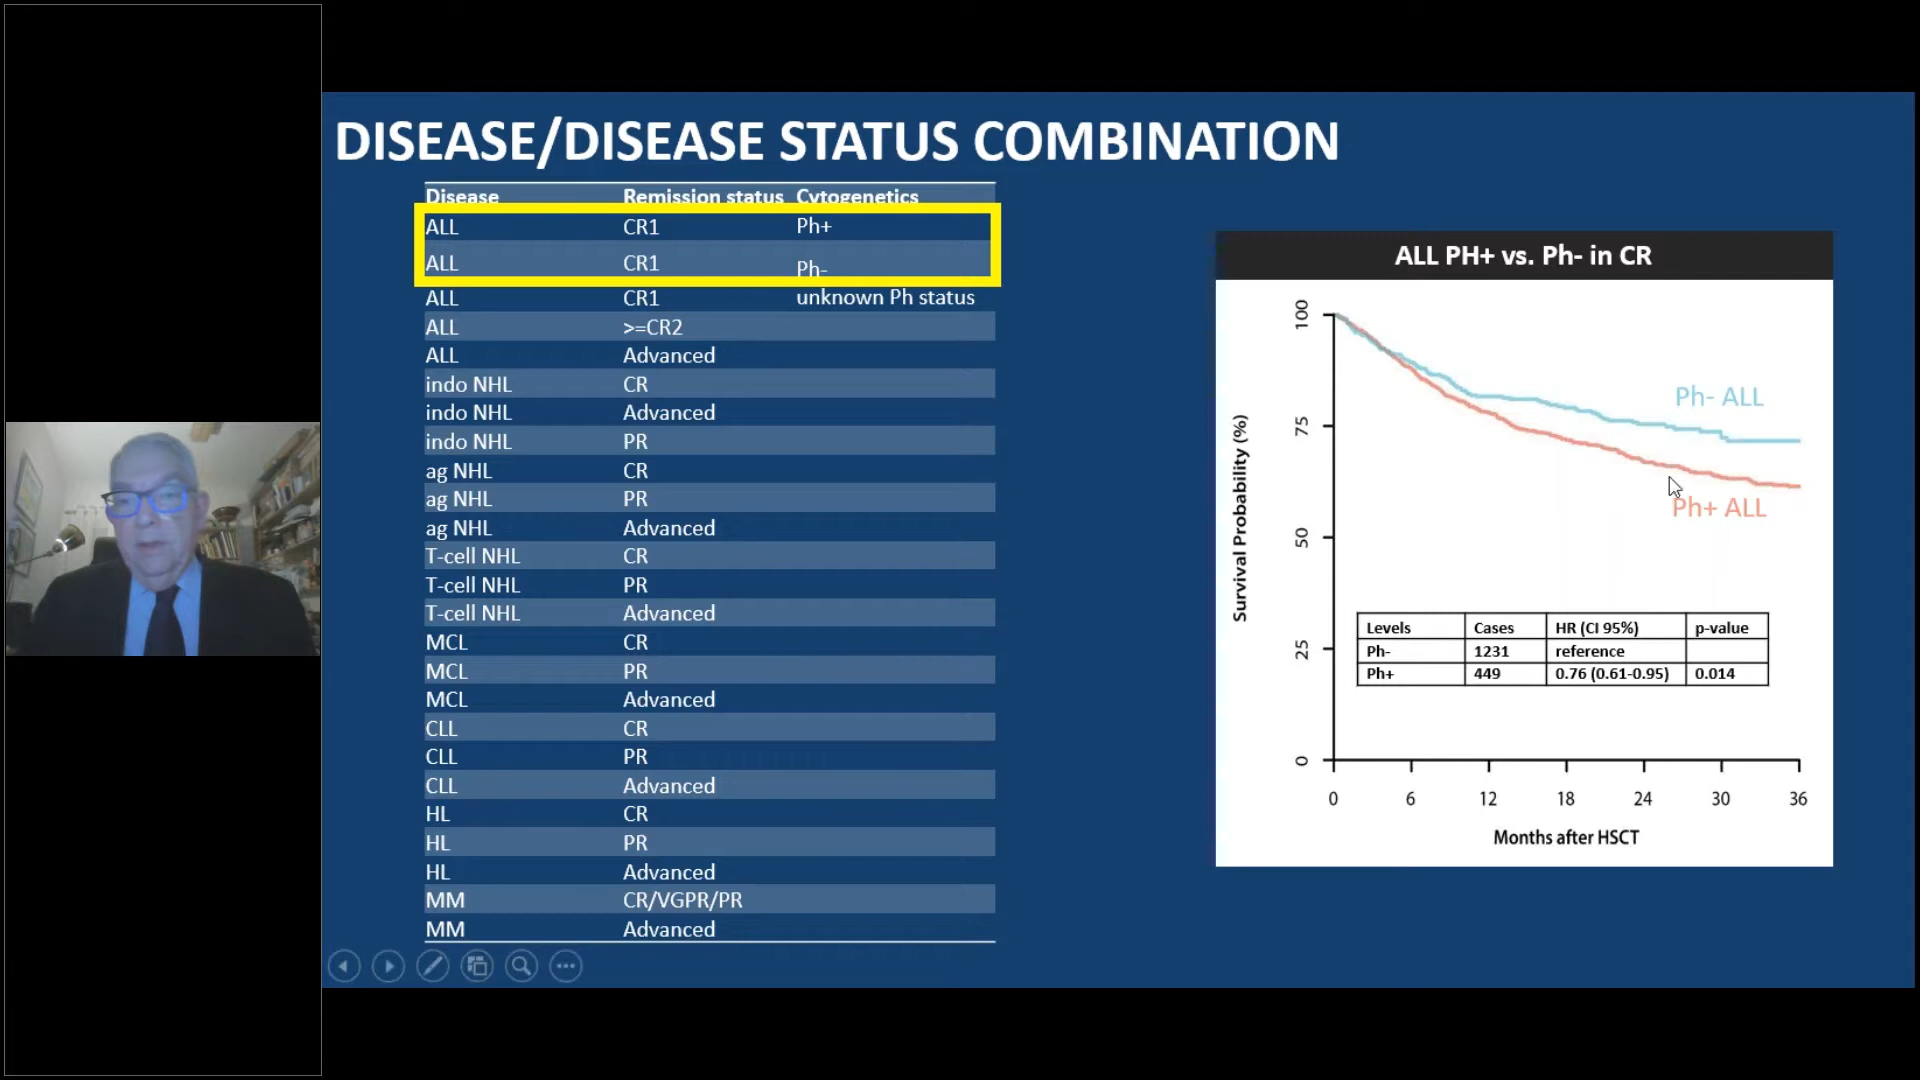 DISEASE/DISEASE STATUS COMBINATION
Disease Remission status Cytogenetics
ALL CR1 Ph+
ALL CR1 Ph-
ALL CR1 unknown Ph status
ALL >=CR2
ALL Advanced
indo NHL CR
indo NHL Advanced
indo NHL PR
ag NHL CR
ag NHL PR
ag NHL Advanced
T-cell NHL CR
T-cell NHL PR
T-cell NHL Advanced
MCL CR
MCL PR
MCL Advanced
CLL CR
CLL PR
CLL Advanced
HL CR
HL PR
HL Advanced
MM CR/VGPR/PR
MM Advanced
ALL PH+ vs. Ph- in CR
Survival Probability (%)
100
75
50
25
0
Ph- ALL
Ph+ ALL
Levels Cases HR (CI 95%) p-value
Ph- 1231 reference
Ph+ 449 0.76 (0.61-0.95) 0.014
0 6 12 18 24 30 36
Months after HSCT